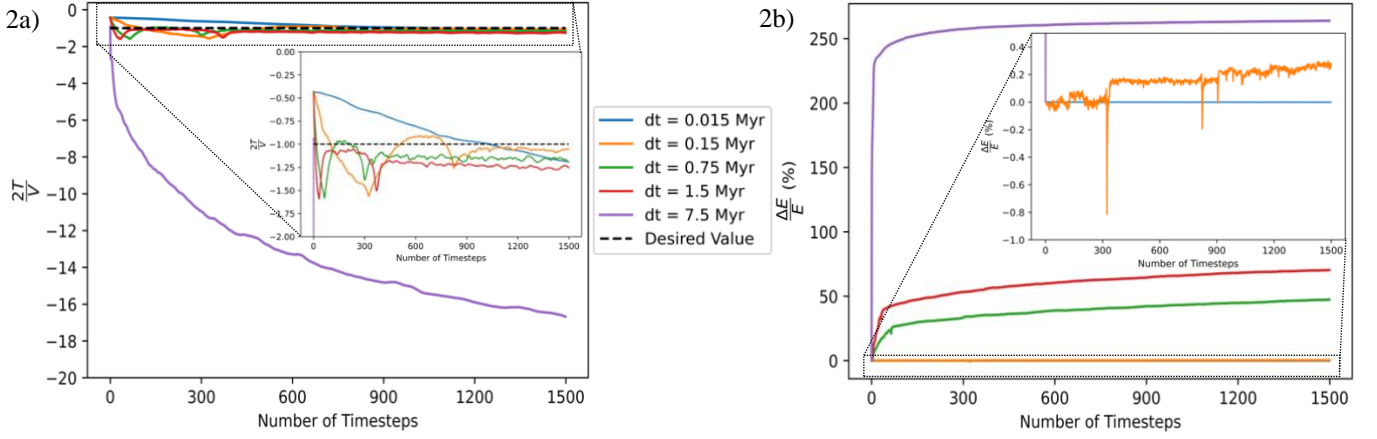 2a)
0
−2
−4
−6
−8
−10
−12
−14
−16
−18
−20
2T
V
0 300 600 900 1200 1500
Number of Timesteps
0.00
−0.25
−0.50
−0.75
−1.00
−1.25
−1.50
−1.75
−2.00
2T
V
0 300 600 900 1200 1500
Number of Timesteps
dt = 0.015 Myr
dt = 0.15 Myr
dt = 0.75 Myr
dt = 1.5 Myr
dt = 7.5 Myr
Desired Value
2b)
250
200
150
100
50
0
ΔE
E (%)
0 300 600 900 1200 1500
Number of Timesteps
0.4
0.2
0.0
−0.2
−0.4
−0.6
−0.8
−1.0
ΔE
E (%)
0 300 600 900 1200 1500
Number of Timesteps